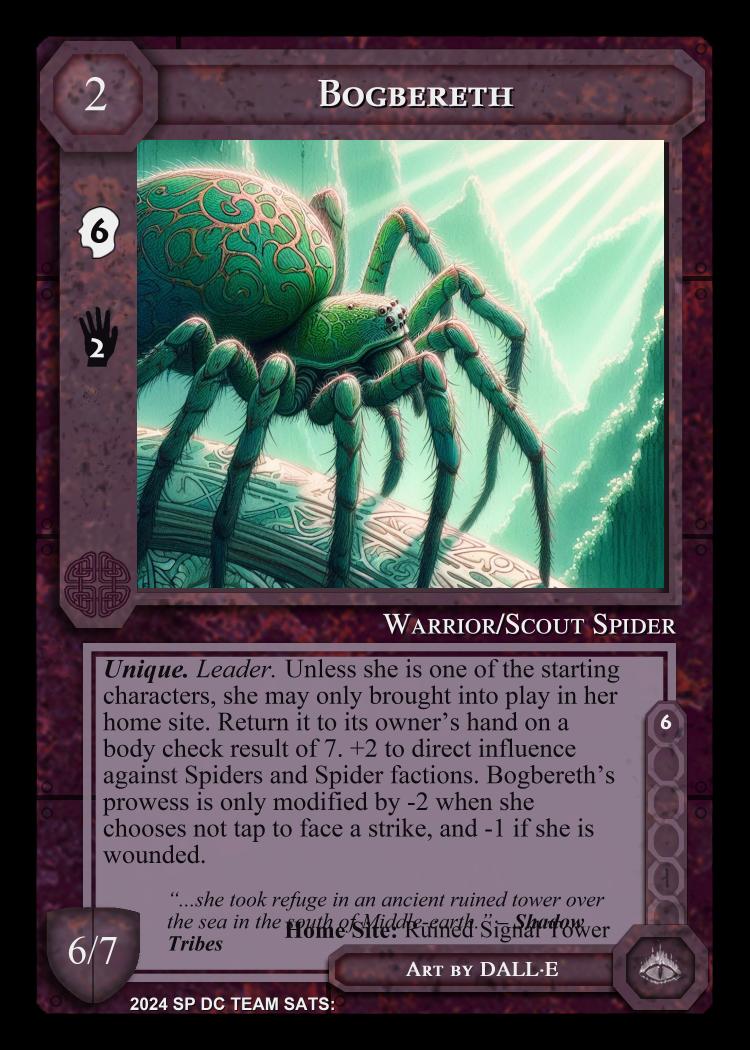 2
Bogbereth
6
2
Warrior/Scout Spider
Unique. Leader. Unless she is one of the starting
characters, she may only brought into play in her
home site. Return it to its owner's hand on a
body check result of 7. +2 to direct influence
against Spiders and Spider factions. Bogbereth's
prowess is only modified by -2 when she
chooses not tap to face a strike, and -1 if she is
wounded.
6
“...she took refuge in an ancient ruined tower over
the sea in the south of Middle-earth.” – Shadow
Tribes
Home Site: Ruined Signal Tower
6/7
Art by DALL·E
2024 SP DC TEAM SATS: